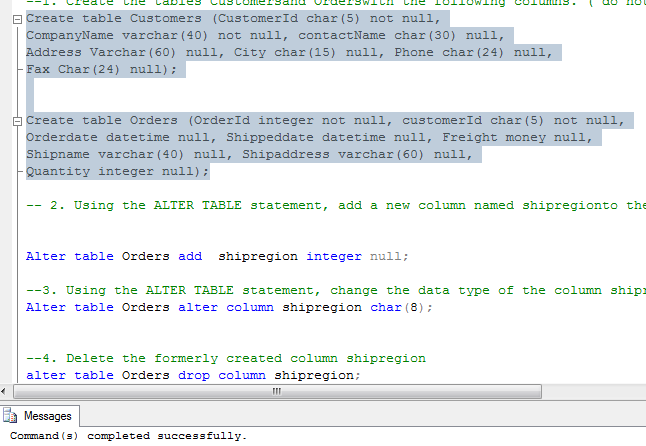 --1. Create the tables Customersand Orderswith the following columns. ( do not
Create table Customers (CustomerId char(5) not null,
CompanyName varchar(40) not null, contactName char(30) null,
Address Varchar(60) null, City char(15) null, Phone char(24) null,
Fax Char(24) null);
Create table Orders (OrderId integer not null, customerId char(5) not null,
Orderdate datetime null, Shippeddate datetime null, Freight money null,
Shipname varchar(40) null, Shipaddress varchar(60) null,
Quantity integer null);
-- 2. Using the ALTER TABLE statement, add a new column named shipregionto the
Alter table Orders add  shipregion integer null;
--3. Using the ALTER TABLE statement, change the data type of the column shipr
Alter table Orders alter column shipregion char(8);
--4. Delete the formerly created column shipregion
alter table Orders drop column shipregion;
Messages
Command(s) completed successfully.